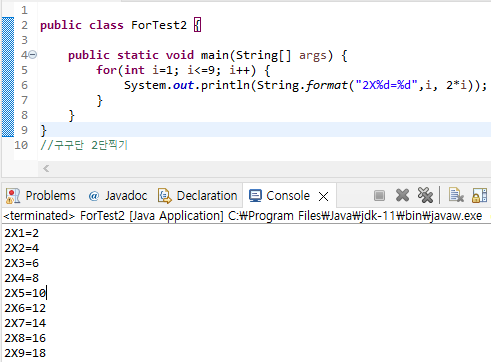 1
2 public class ForTest2 {
3
4 public static void main(String[] args) {
5 for(int i=1; i<=9; i++) {
6 System.out.println(String.format("2X%d=%d",i, 2*i));
7 }
8 }
9 }
10 //구구단 2단찍기
Problems @ Javadoc Declaration Console
<terminated> ForTest2 [Java Application] C:₩Program Files₩Java₩jdk-11₩bin₩javaw.exe
2X1=2
2X2=4
2X3=6
2X4=8
2X5=10
2X6=12
2X7=14
2X8=16
2X9=18